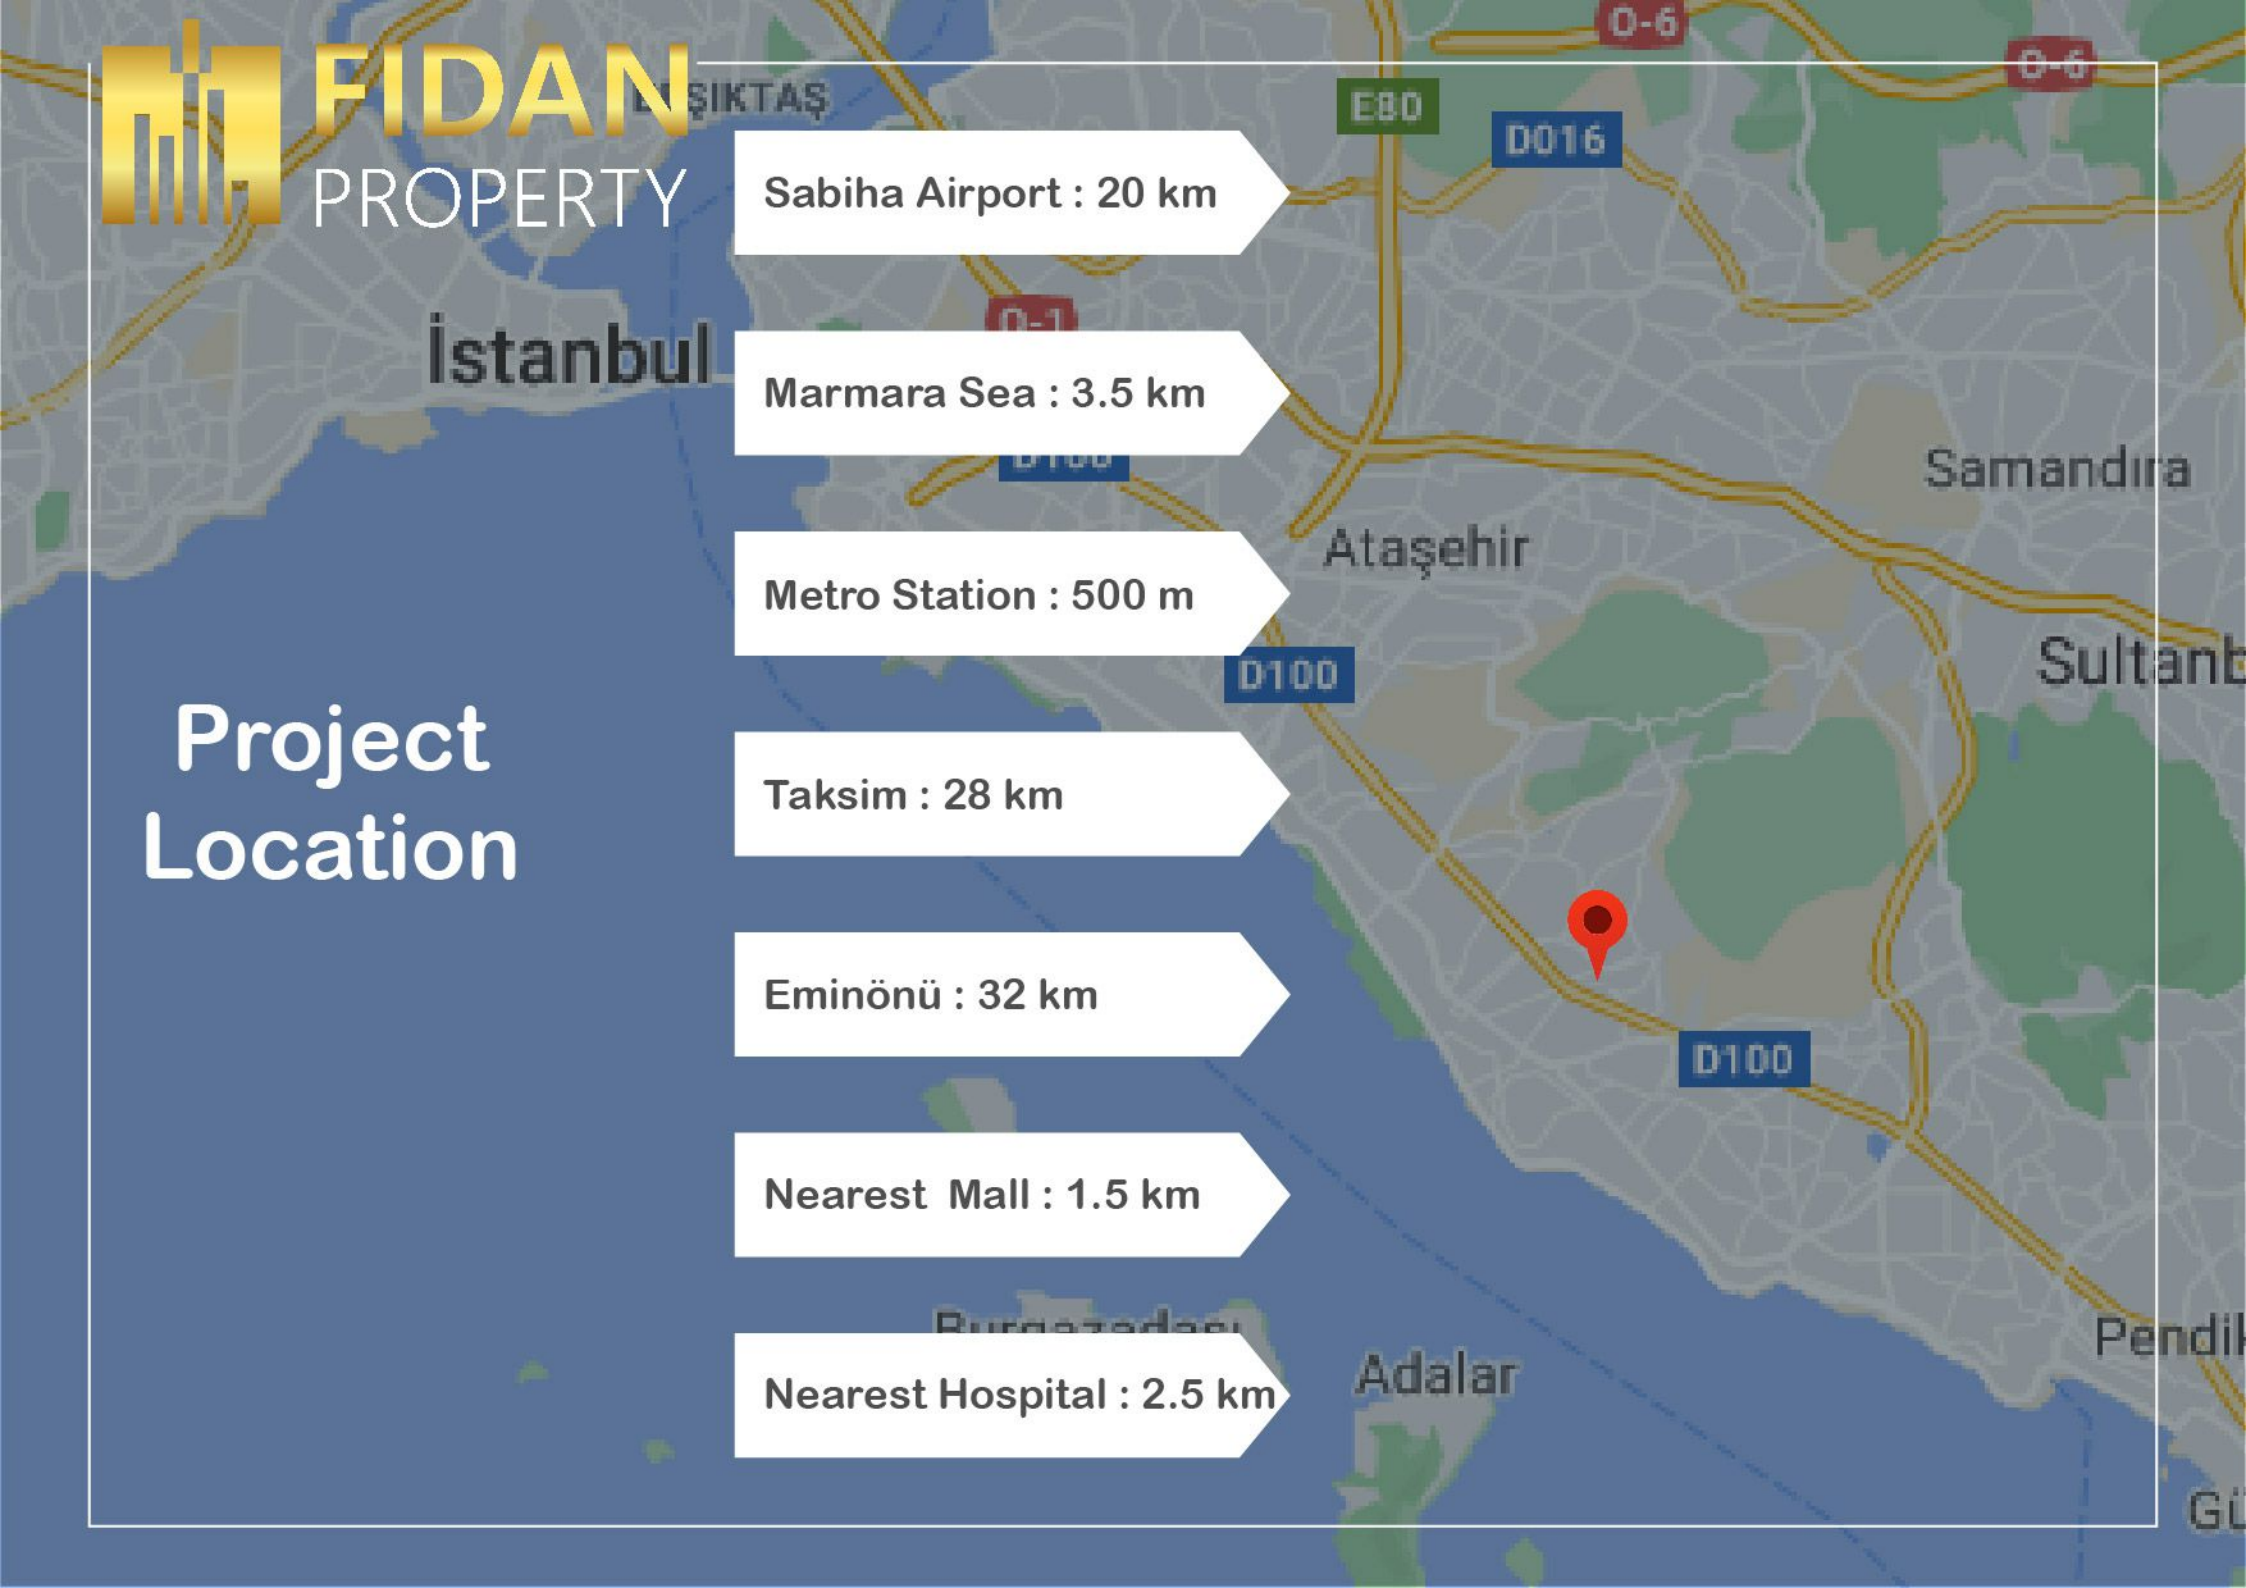 FIDAN
PROPERTY
O-6
O-6
E80
D016
Sabiha Airport : 20 km
O-1
İstanbul
Marmara Sea : 3.5 km
Samandıra
Ataşehir
Metro Station : 500 m
D100
Project
Location
Taksim : 28 km
Eminönü : 32 km
D100
Nearest Mall : 1.5 km
Burgazadası
Nearest Hospital : 2.5 km
Adalar